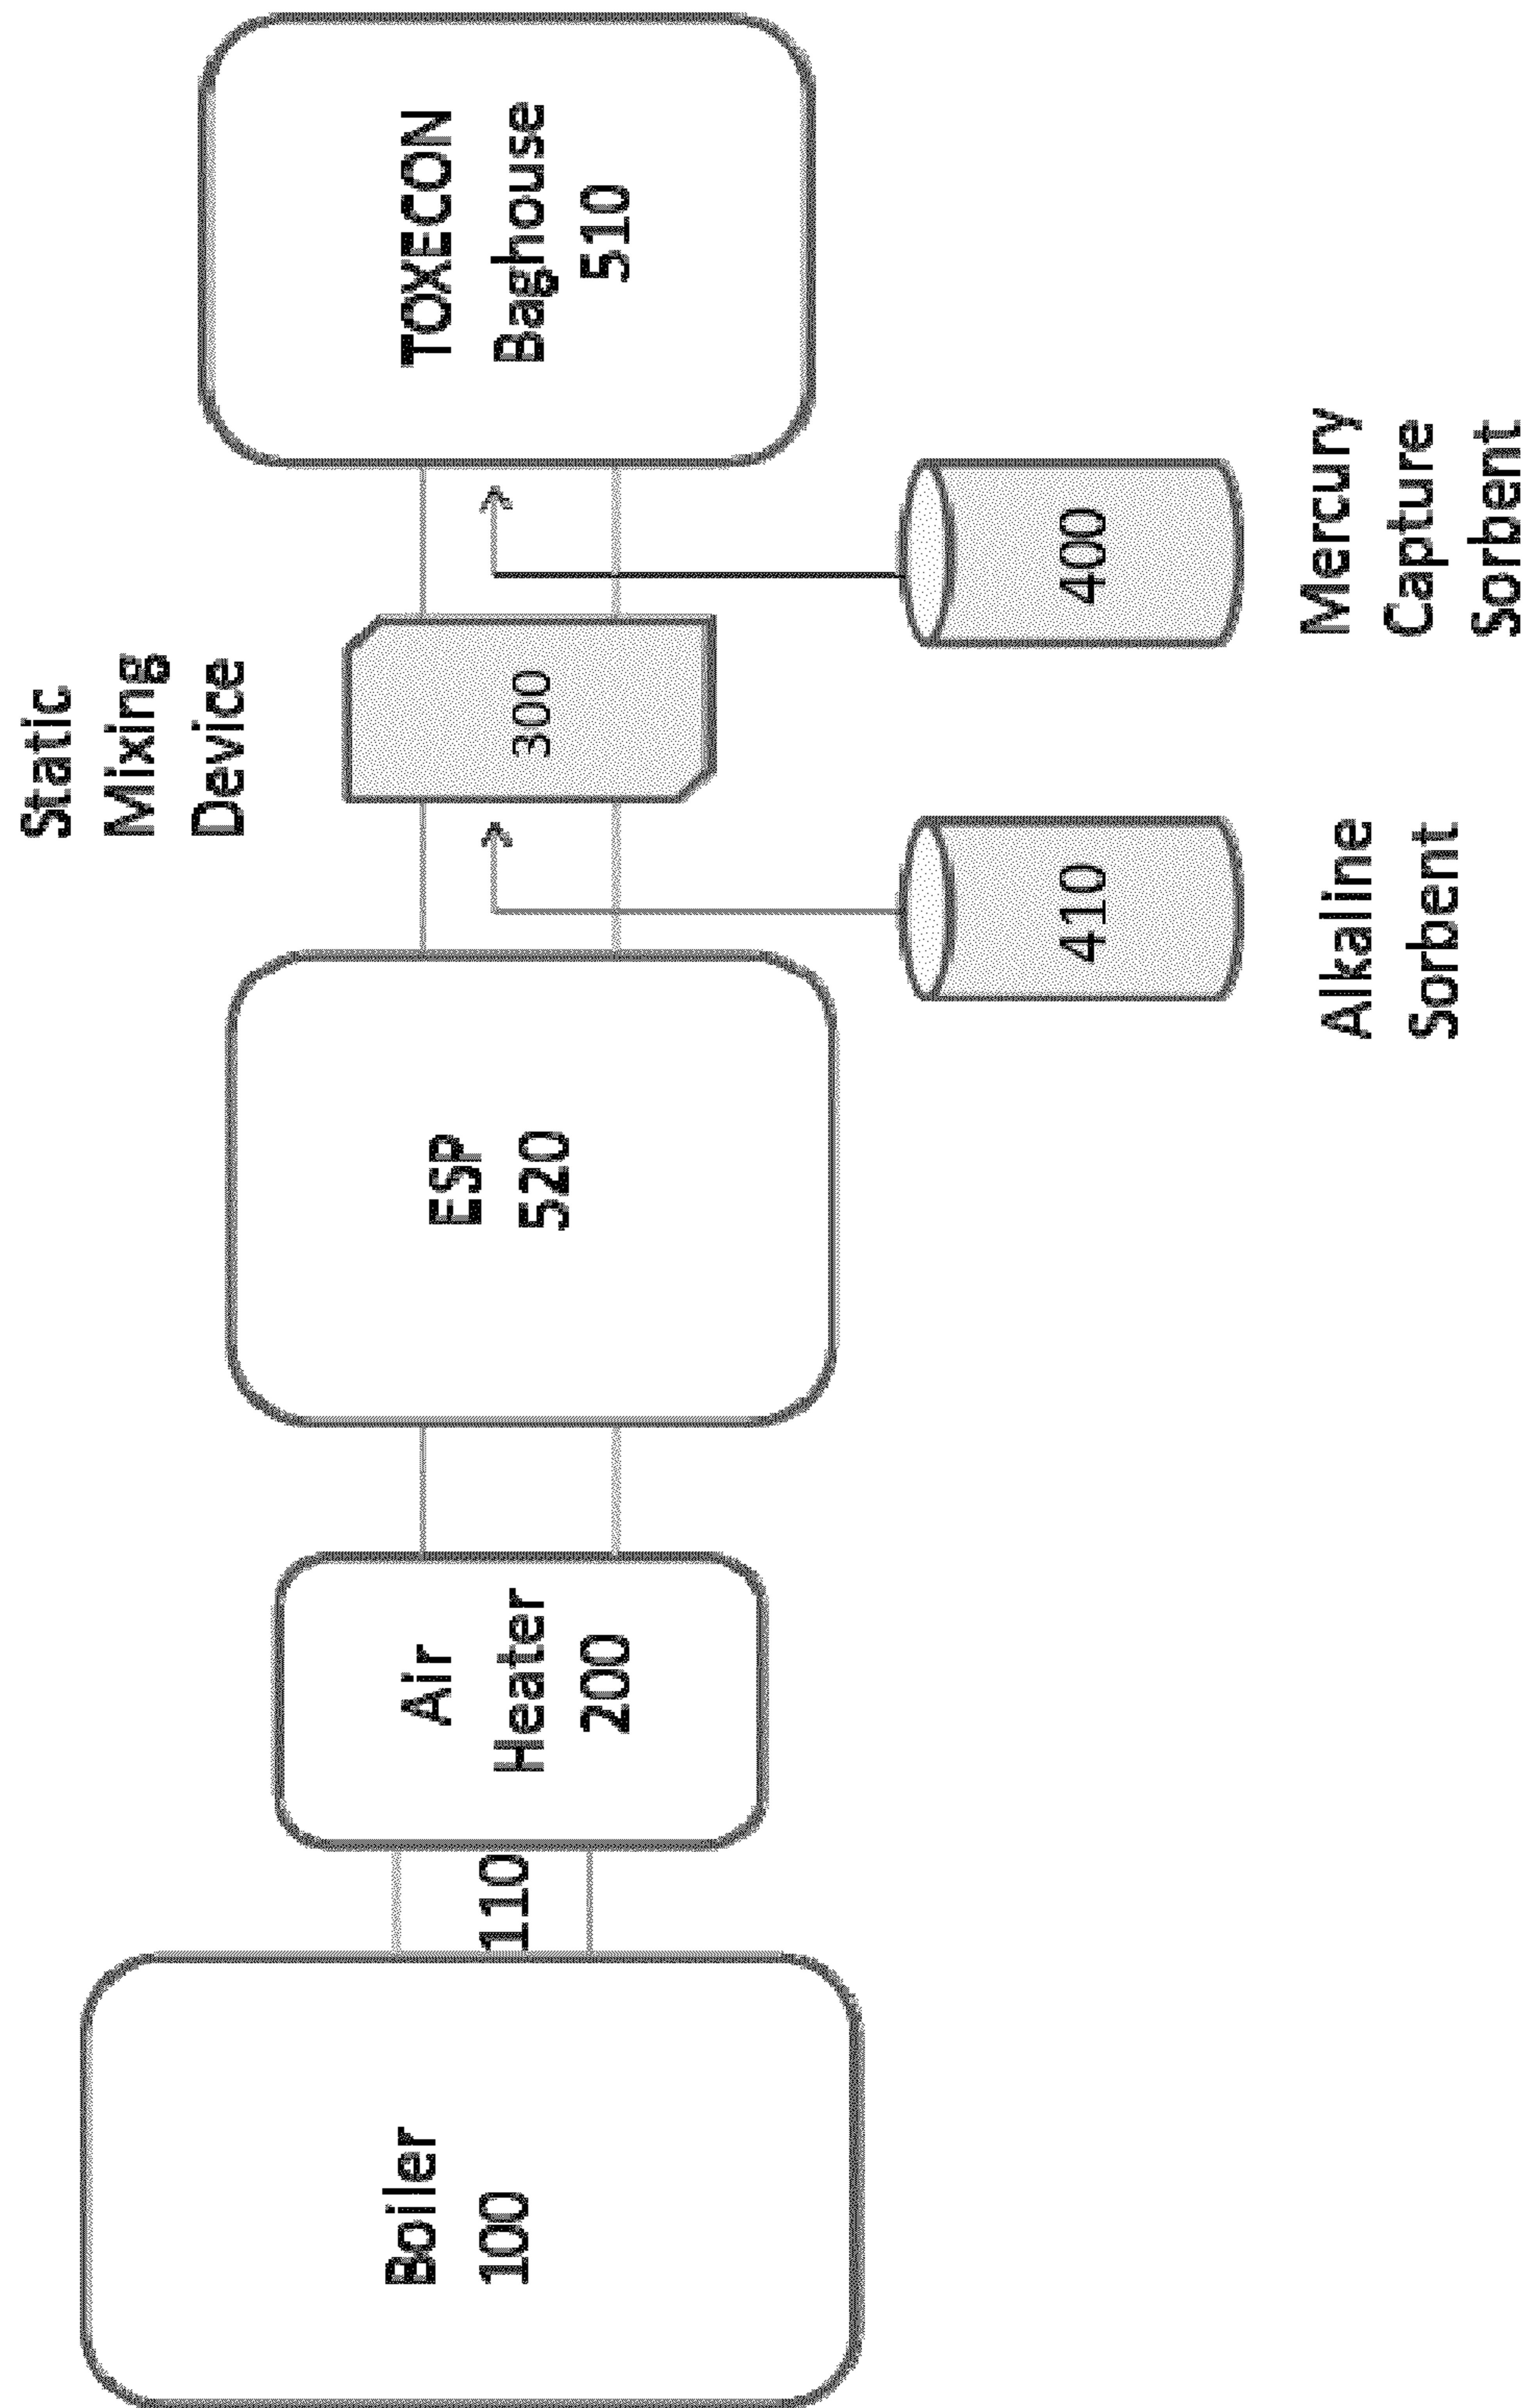 Static
Mixing
Device
Boiler
100
110
Air
Heater
200
ESP
520
300
TOXECON
Baghouse
510
410
400
Alkaline
Sorbent
Mercury
Capture
Sorbent